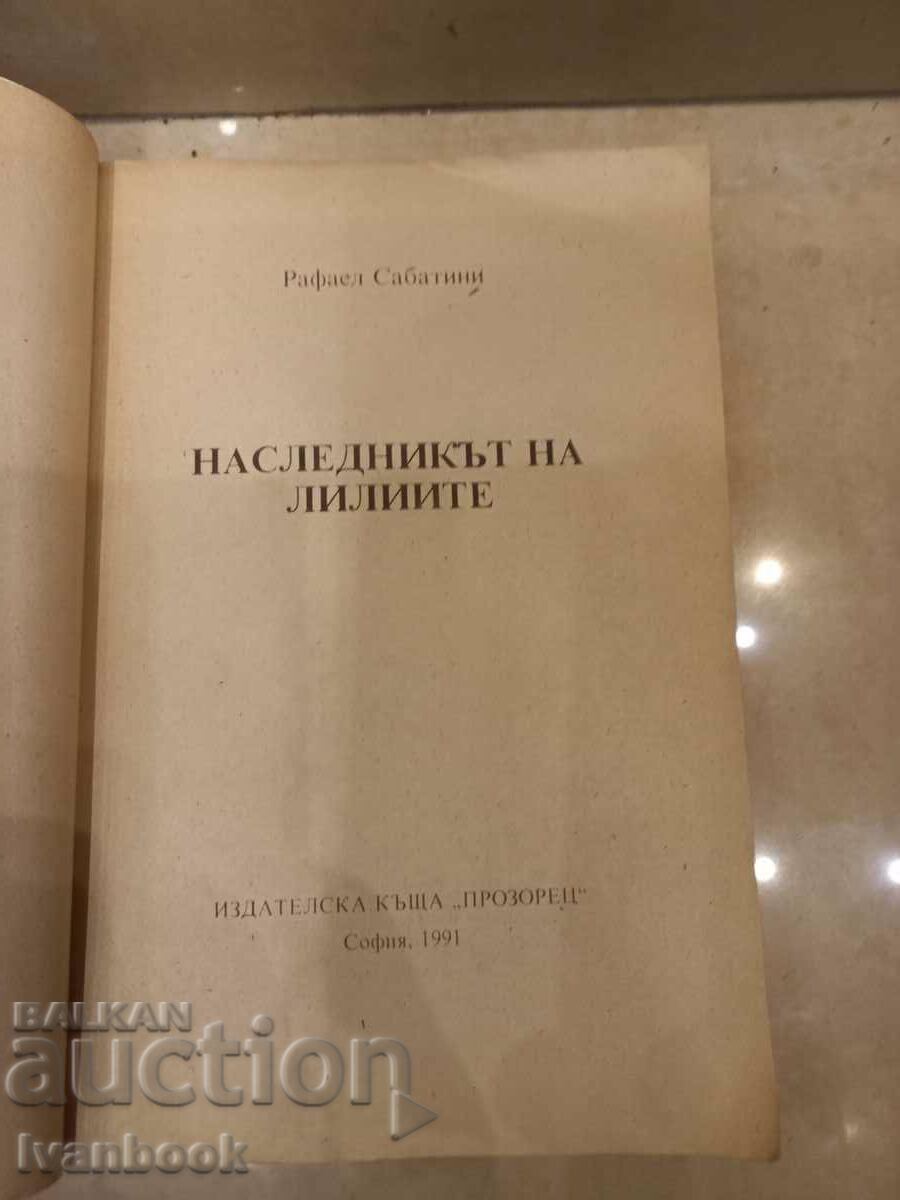 Рафаел Сабатини
НАСЛЕДНИКЪТ НА
ЛИЛИИТЕ
ИЗДАТЕЛСКА КЪЩА „ПРОЗОРЕЦ“
София, 1991
BALKAN
auction
Ivanbook